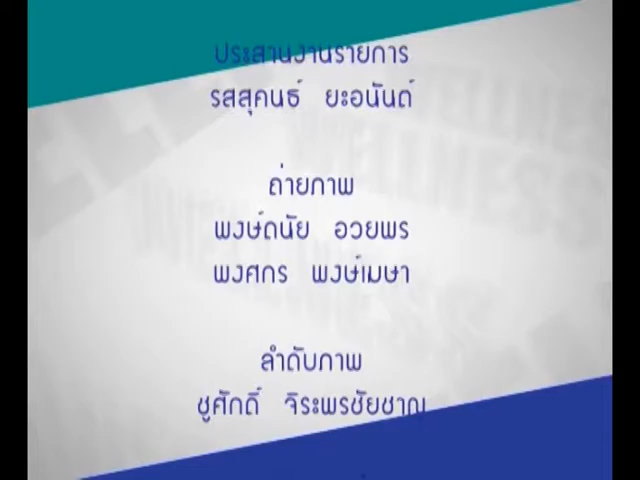 ประสานงานรายการ
รสสุคนธ์ ยะอนันต์
ถ่ายภาพ
พงษ์ดนัย อวยพร
พงศกร พงษ์เมษา
ลำดับภาพ
ชูศักดิ์ จิระพรชัยชาญ
WELLNESS